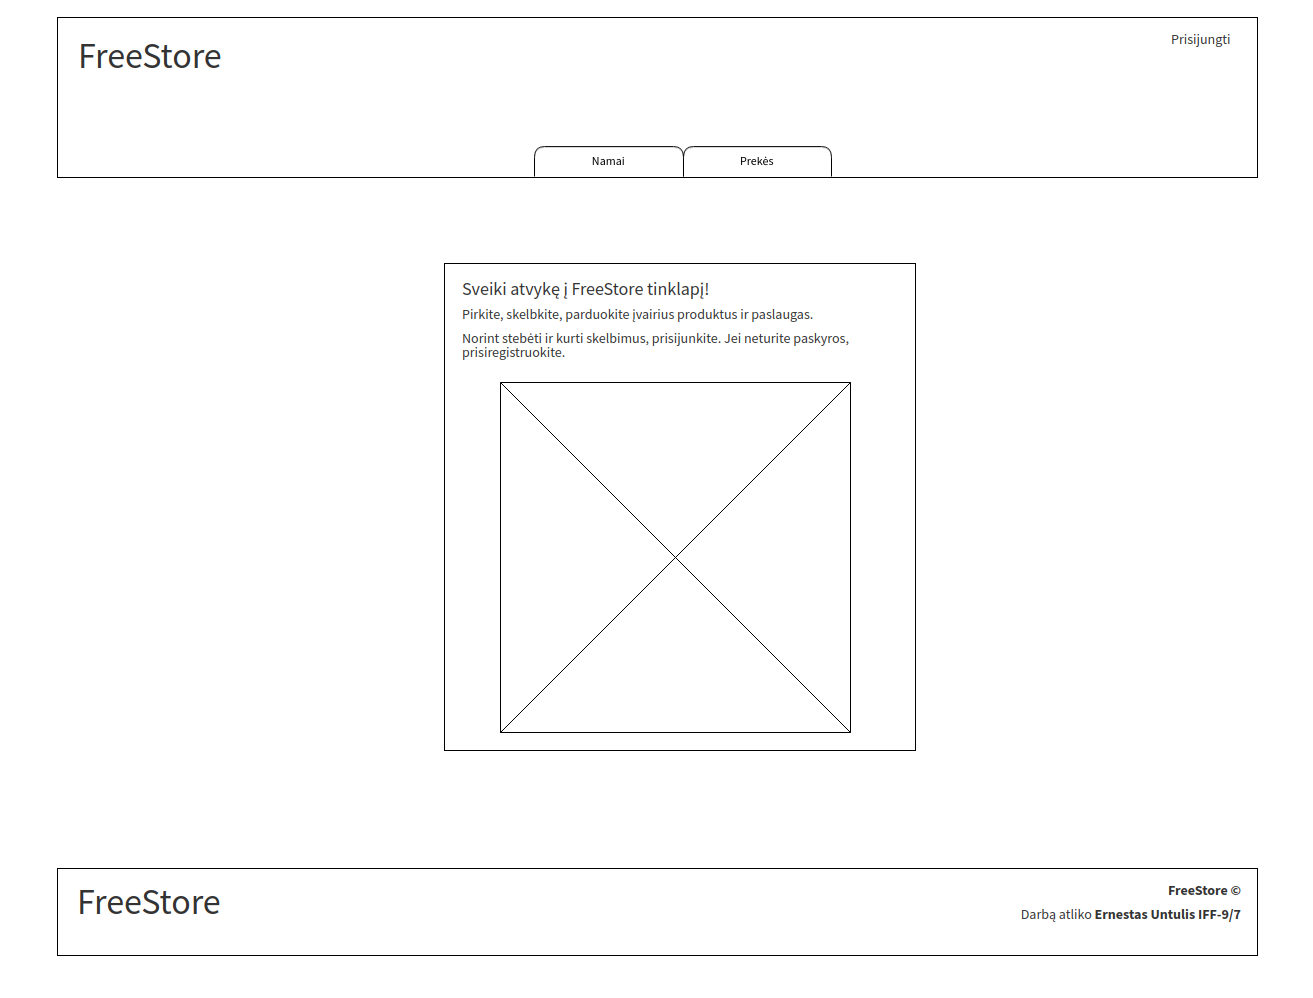 FreeStore
Prisijungti
Namai
Prekės
Sveiki atvykę į FreeStore tinklapį!
Pirkite, skelbkite, parduokite įvairius produktus ir paslaugas.
Norint stebėti ir kurti skelbimus, prisijunkite. Jei neturite paskyros,
prisiregistruokite.
FreeStore
FreeStore ©
Darbą atliko Ernestas Untulis IFF-9/7